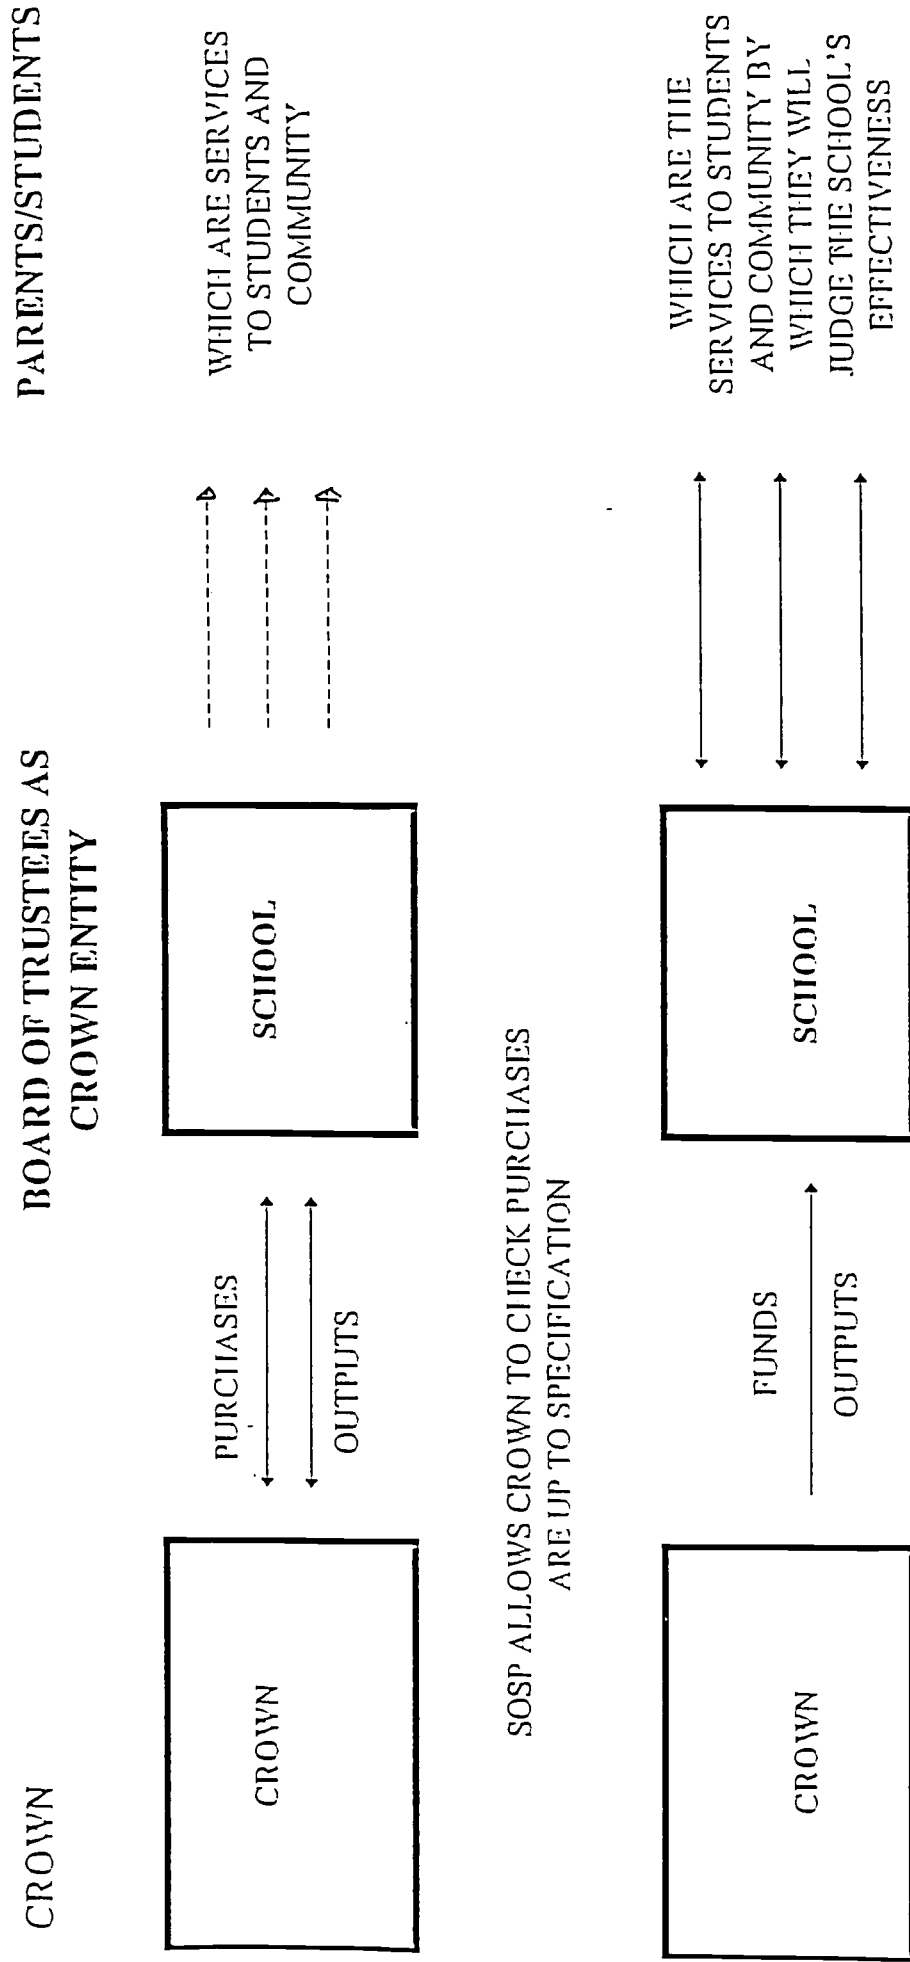 CROWN
BOARD OF TRUSTEES AS
CROWN ENTITY
PARENTS/STUDENTS
CROWN
PURCHASES
OUTPUTS
SCHOOL
WHICH ARE SERVICES
TO STUDENTS AND
COMMUNITY
SOSP ALLOWS CROWN TO CHECK PURCHASES
ARE UP TO SPECIFICATION
CROWN
FUNDS
OUTPUTS
SCHOOL
WHICH ARE THE
SERVICES TO STUDENTS
AND COMMUNITY BY
WHICH THEY WILL
JUDGE THE SCHOOL'S
EFFECTIVENESS